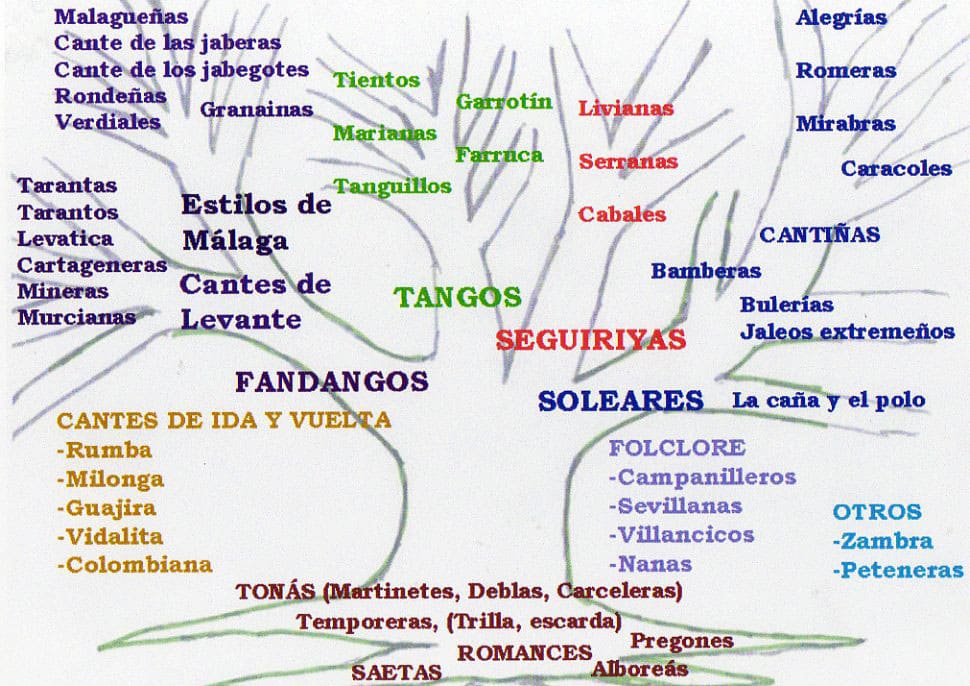 Malagueñas
Cante de las jaberas
Cante de los jabegotes
Rondeñas
Verdiales
Granainas
Tientos
Marianas
Tanguillos
Garrotín
Farruca
Livianas
Serranas
Cabales
Alegrías
Romeras
Mirabras
Caracoles
CANTIÑAS
Tarantas
Tarantos
Levatica
Cartageneras
Mineras
Murcianas
Estilos de
Málaga
Cantes de
Levante
TANGOS
SEGUIRIYAS
Bamberas
Bulerías
Jaleos extremeños
FANDANGOS
SOLEARES
La caña y el polo
CANTES DE IDA Y VUELTA
-Rumba
-Milonga
-Guajira
-Vidalita
-Colombiana
FOLCLORE
-Campanilleros
-Sevillanas
-Villancicos
-Nanas
OTROS
-Zambra
-Peteneras
TONÁS (Martinetes, Deblas, Carceleras)
Temporeras, (Trilla, escarda)
Pregones
ROMANCES
Alboreás
SAETAS